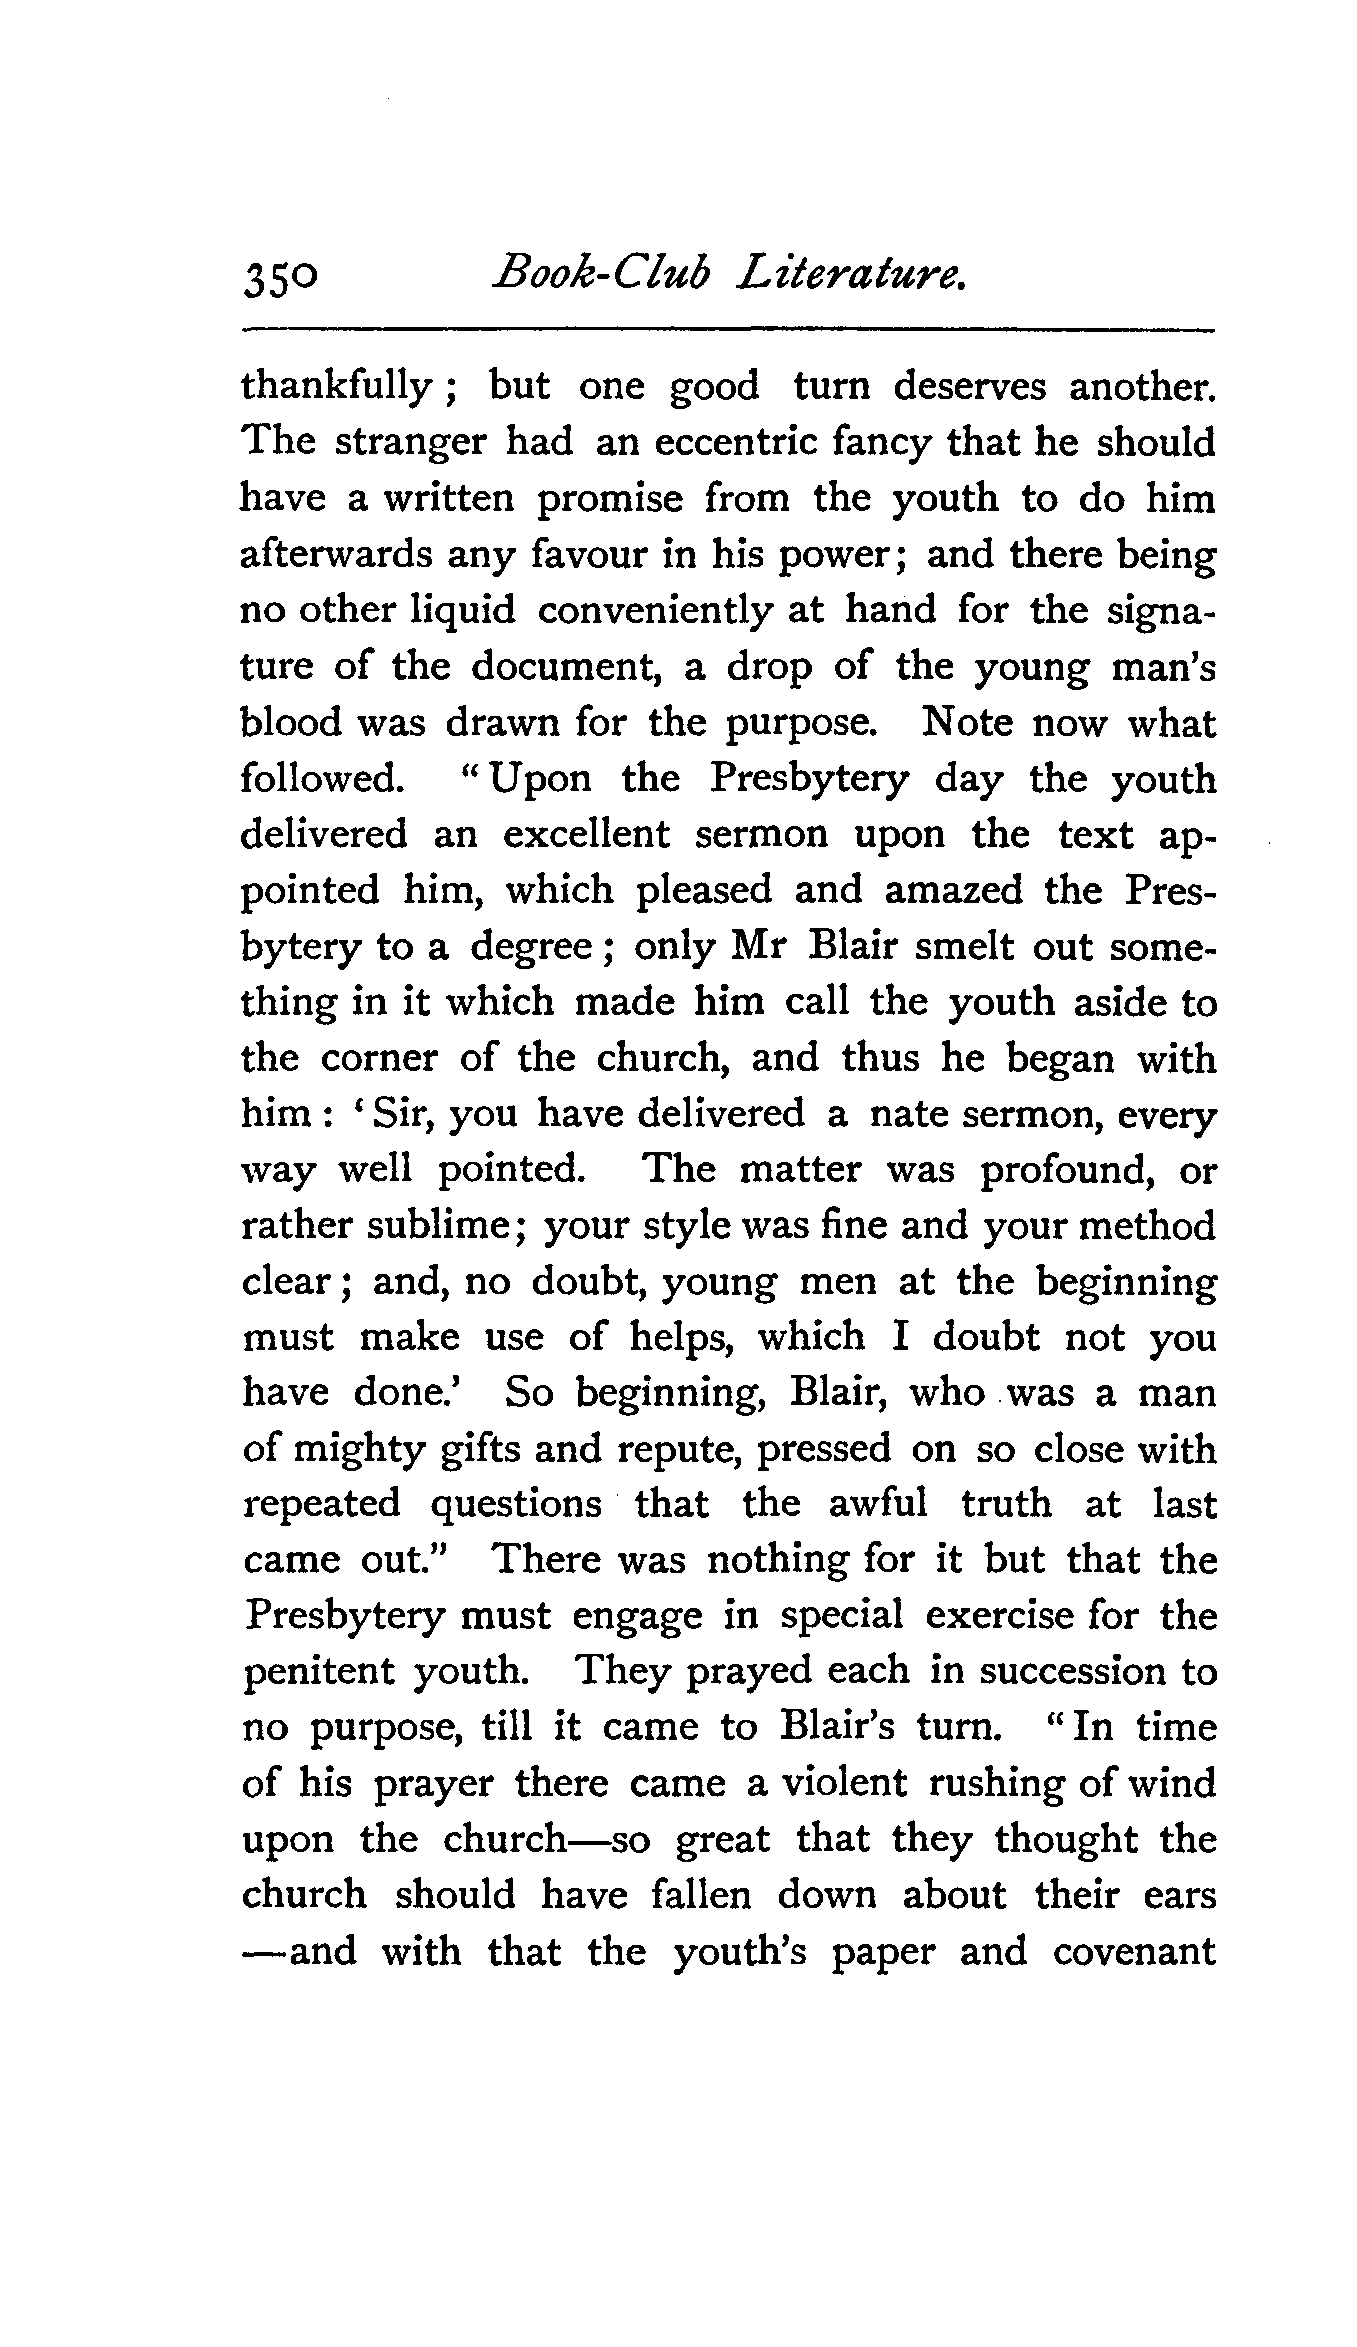 350 Book-Club Literature.
thankfully ; but one good turn deserves another.
The stranger had an eccentric fancy that he should
have a written promise from the youth to do him
afterwards any favour in his power; and there being
no other liquid conveniently at hand for the signa-
ture of the document, a drop of the young man's
blood was drawn for the purpose. Note now what
followed. “ Upon the Presbytery day the youth
delivered an excellent sermon upon the text ap-
pointed him, which pleased and amazed the Pres-
bytery to a degree ; only Mr Blair smelt out some-
thing in it which made him call the youth aside to
the corner of the church, and thus he began with
him : ‘ Sir, you have delivered a nate sermon, every
way well pointed. The matter was profound, or
rather sublime; your style was fine and your method
clear ; and, no doubt, young men at the beginning
must make use of helps, which I doubt not you
have done.’ So beginning, Blair, who was a man
of mighty gifts and repute, pressed on so close with
repeated questions that the awful truth at last
came out.” There was nothing for it but that the
Presbytery must engage in special exercise for the
penitent youth. They prayed each in succession to
no purpose, till it came to Blair's turn. “ In time
of his prayer there came a violent rushing of wind
upon the church—so great that they thought the
church should have fallen down about their ears
—and with that the youth's paper and covenant